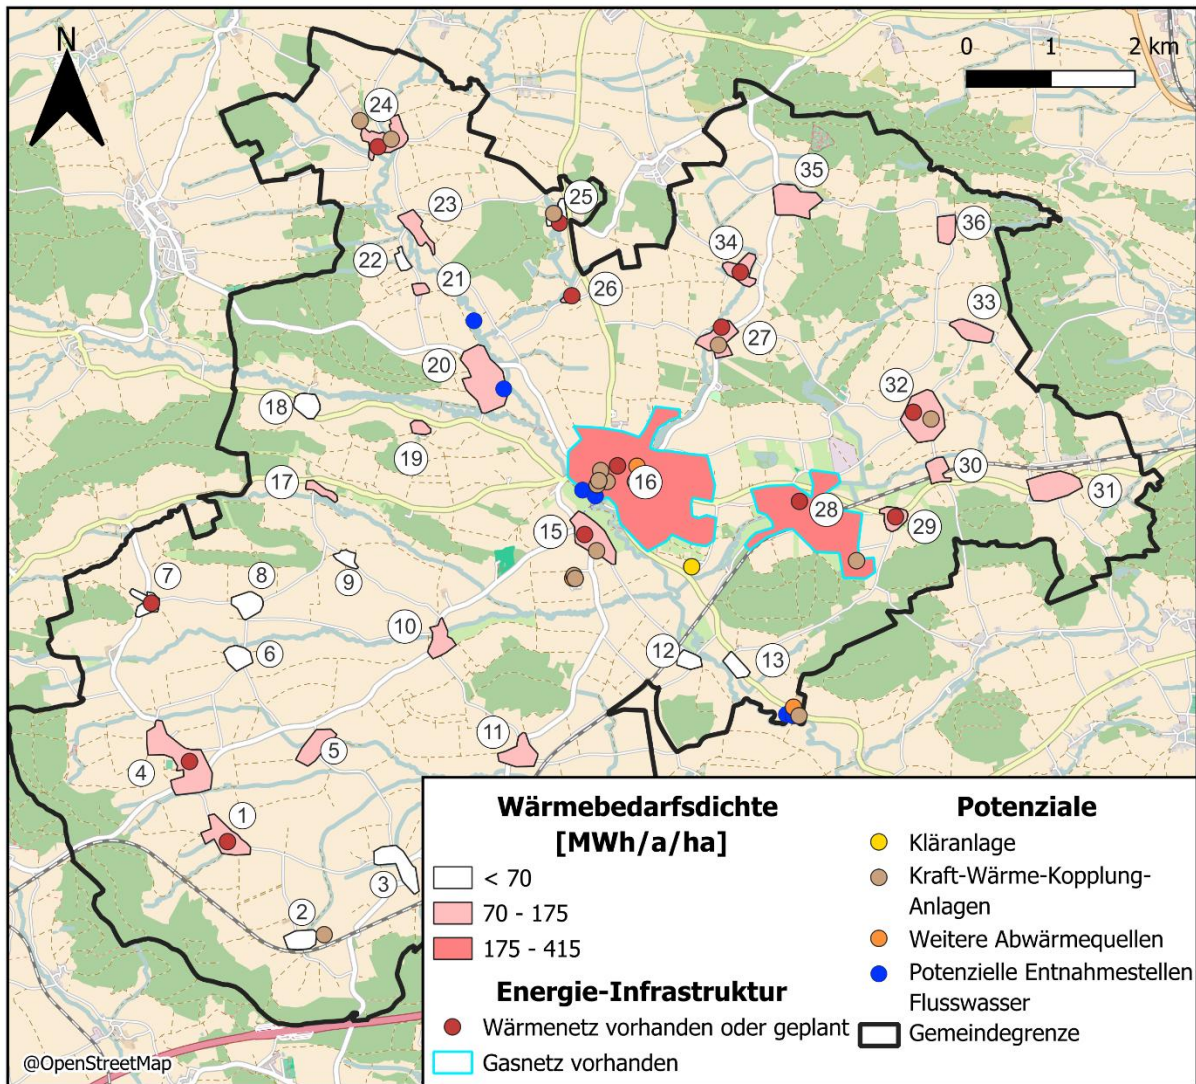 N
0 1 2 km
24
35
25
23
36
22
34
21
26
33
27
20
32
18
19
30
16
17
31
28
15
29
7
8
9
10
6
12
13
11
5
4
1
3
2
Wärmebedarfsdichte
[MWh/a/ha]
< 70
70 - 175
175 - 415
Energie-Infrastruktur
Wärmenetz vorhanden oder geplant
Gasnetz vorhanden
Potenziale
Kläranlage
Kraft-Wärme-Kopplung-
Anlagen
Weitere Abwärmequellen
Potenzielle Entnahmestellen
Flusswasser
Gemeindegrenze
@OpenStreetMap